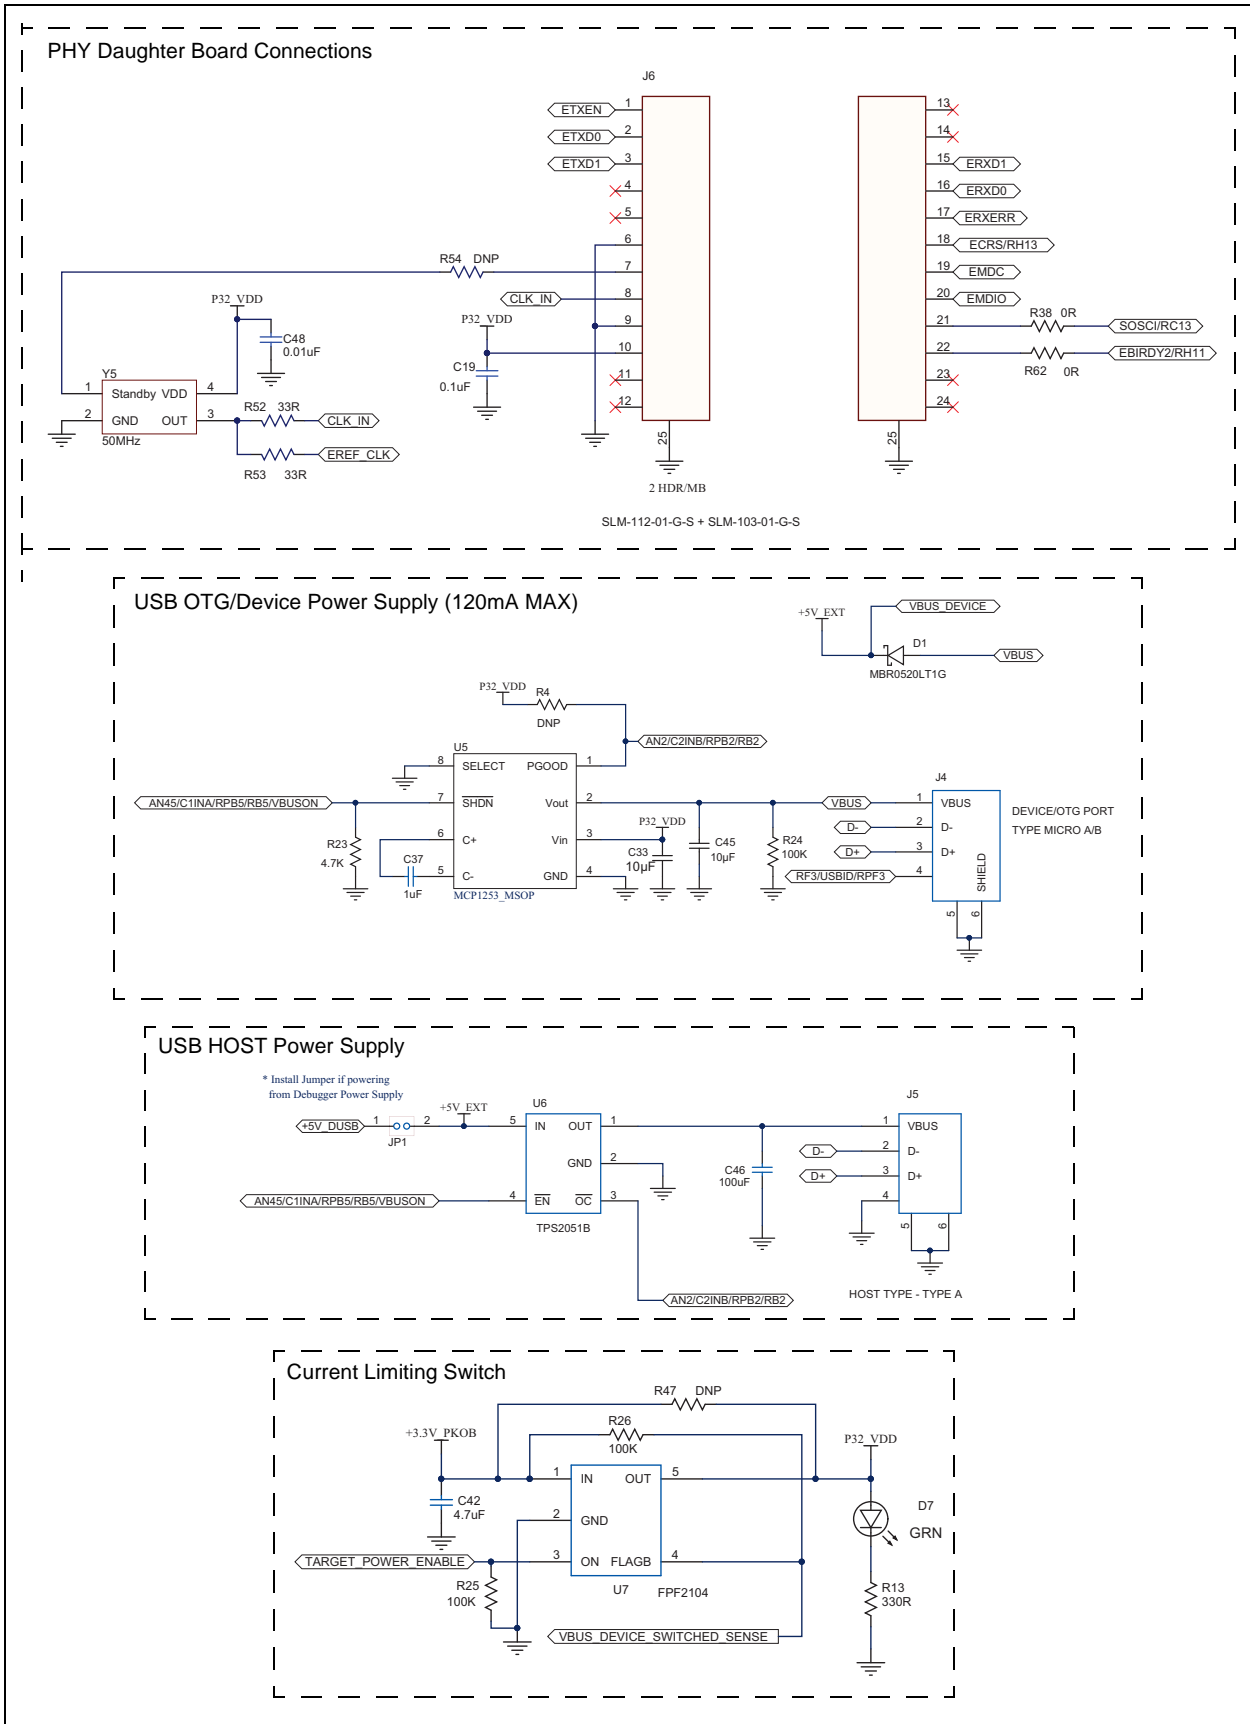 PHY Daughter Board Connections
J6
ETXEN 1
ETXD0 2
ETXD1 3
4
5
6
R54 DNP 7
CLK_IN 8
9
P32_VDD 10
C19
0.1uF
11
12
25
2 HDR/MB
SLM-112-01-G-S + SLM-103-01-G-S
13
14
15 ERXD1
16 ERXD0
17 ERXERR
18 ECRS/RH13
19 EMDC
20 EMDIO
21 R38 0R SOSCI/RC13
22 EBIRDY2/RH11
R62 0R
23
24
25
P32_VDD
C48
0.01uF
Y5
1 Standby VDD 4
2 GND OUT 3
50MHz
R52 33R CLK_IN
R53 33R EREF_CLK
USB OTG/Device Power Supply (120mA MAX)
+5V_EXT
VBUS_DEVICE
D1
VBUS
MBR0520LT1G
P32_VDD
R4
DNP
AN2/C2INB/RPB2/RB2
U5
8 SELECT PGOOD 1
AN45/C1INA/RPB5/RB5/VBUSON 7 SHDN Vout 2
6 C+ Vin 3
5 C- GND 4
MCP1253_MSOP
R23
4.7K
C37
1uF
P32_VDD
C33
10µF
C45
10µF
R24
100K
J4
VBUS 1 VBUS
D- 2 D-
D+ 3 D+
RF3/USBID/RPF3 4
SHIELD
5 6
DEVICE/OTG PORT
TYPE MICRO A/B
USB HOST Power Supply
* Install Jumper if powering
from Debugger Power Supply
+5V_DUSB 1 2
JP1
+5V_EXT
U6
5 IN OUT 1
GND 2
AN45/C1INA/RPB5/RB5/VBUSON 4 EN OC 3
TPS2051B
AN2/C2INB/RPB2/RB2
C46
100uF
J5
1 VBUS
D- 2 D-
D+ 3 D+
4
5 6
HOST TYPE - TYPE A
Current Limiting Switch
R47 DNP
R26
100K
+3.3V_PKOB
C42
4.7uF
1 IN OUT 5
2 GND
TARGET_POWER_ENABLE 3 ON FLAGB 4
U7 FPF2104
R25
100K
VBUS_DEVICE_SWITCHED_SENSE
P32_VDD
D7
GRN
R13
330R